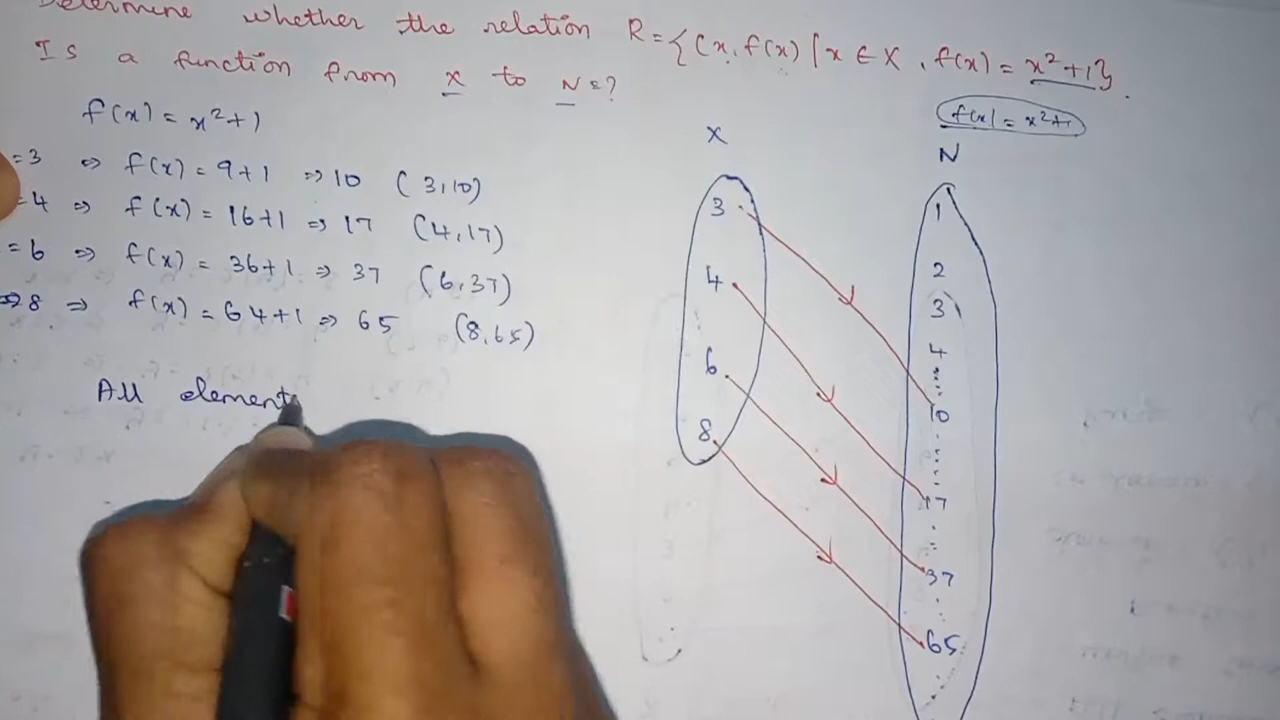 Determine whether the relation R={(x,f(x)|x∈X, f(x)=x²+1}.
Is a function from x to N?
f(x)=x²+1
f(x)=x²+1
=3 ⇒ f(x)=9+1 ⇒10 (3,10)
=4 ⇒ f(x)=16+1 ⇒17 (4,17)
=6 ⇒ f(x)=36+1 ⇒ 37 (6,37)
⇒8 ⇒ f(x)=64+1 ⇒ 65 (8,65)
All element
X
3
4
6
8
N
1
2
3
4
10
17
37
65